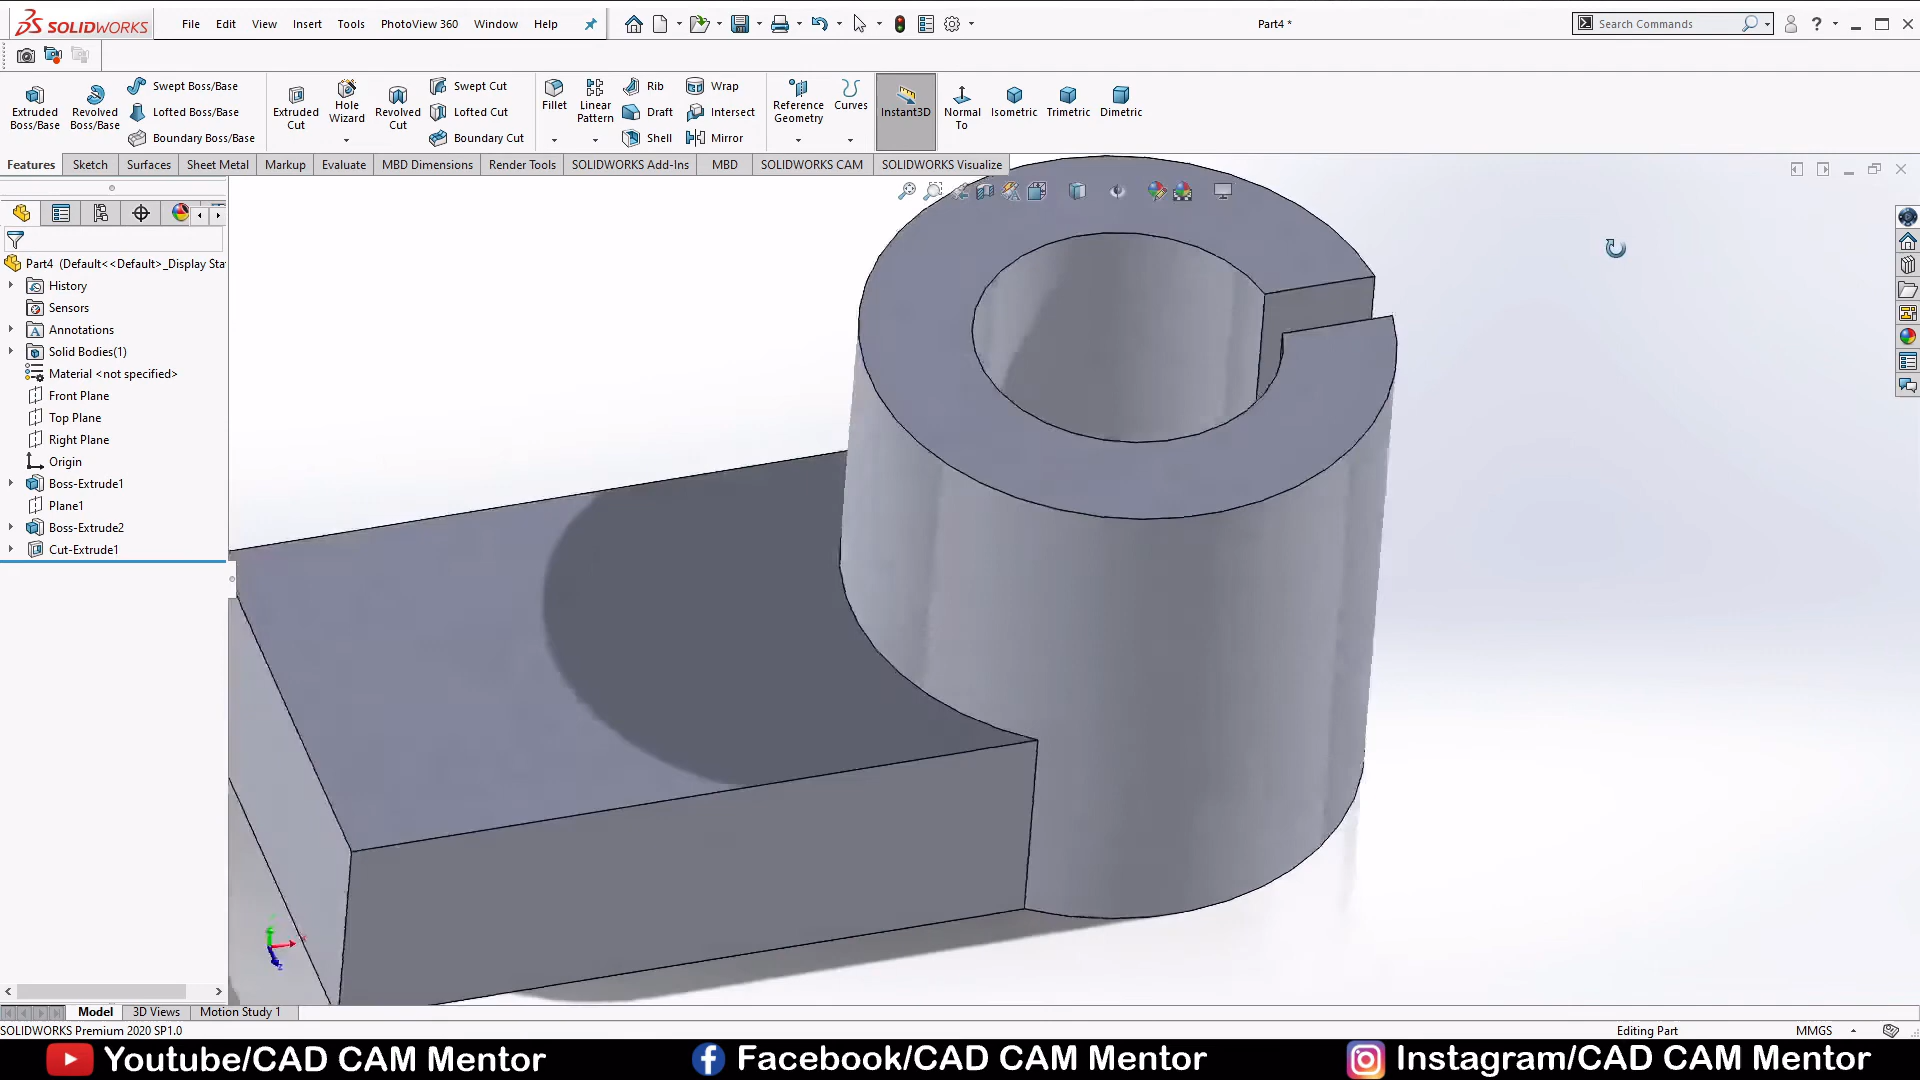 SOLIDWORKS File Edit View Insert Tools PhotoView 360 Window Help Part4 * Search Commands ?
Extruded Boss/Base
Revolved Boss/Base
Swept Boss/Base
Lofted Boss/Base
Boundary Boss/Base
Extruded Cut
Hole Wizard
Revolved Cut
Swept Cut
Lofted Cut
Boundary Cut
Fillet
Linear Pattern
Rib
Draft
Shell
Wrap
Intersect
Mirror
Reference Geometry
Curves
Instant3D
Normal To
Isometric
Trimetric
Dimetric
Features Sketch Surfaces Sheet Metal Markup Evaluate MBD Dimensions Render Tools SOLIDWORKS Add-Ins MBD SOLIDWORKS CAM SOLIDWORKS Visualize
Part4 (Default<<Default>_Display Sta
History
Sensors
Annotations
Solid Bodies(1)
Material <not specified>
Front Plane
Top Plane
Right Plane
Origin
Boss-Extrude1
Plane1
Boss-Extrude2
Cut-Extrude1
Model 3D Views Motion Study 1
SOLIDWORKS Premium 2020 SP1.0 Editing Part MMGS
Youtube/CAD CAM Mentor Facebook/CAD CAM Mentor Instagram/CAD CAM Mentor